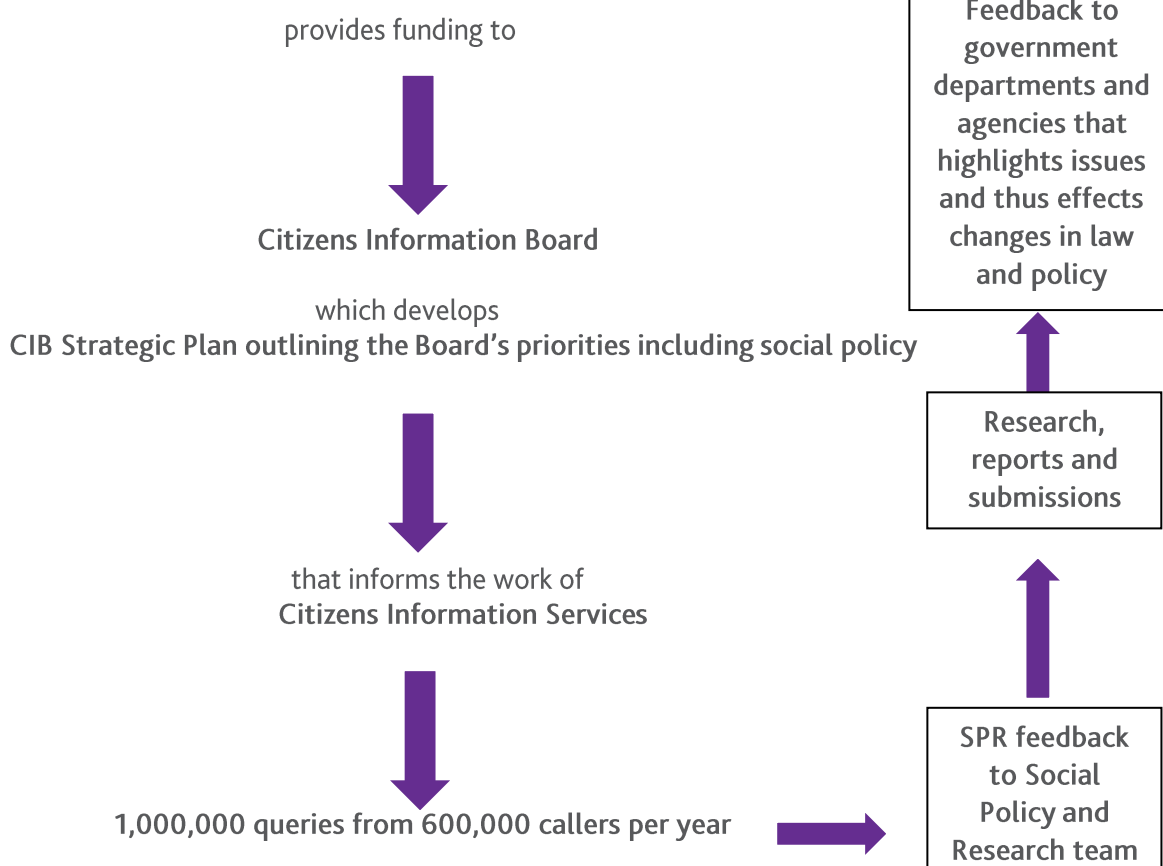 provides funding to
Citizens Information Board
which develops
CIB Strategic Plan outlining the Board's priorities including social policy
that informs the work of
Citizens Information Services
1,000,000 queries from 600,000 callers per year
SPR feedback
to Social
Policy and
Research team
Research,
reports and
submissions
Feedback to
government
departments and
agencies that
highlights issues
and thus effects
changes in law
and policy